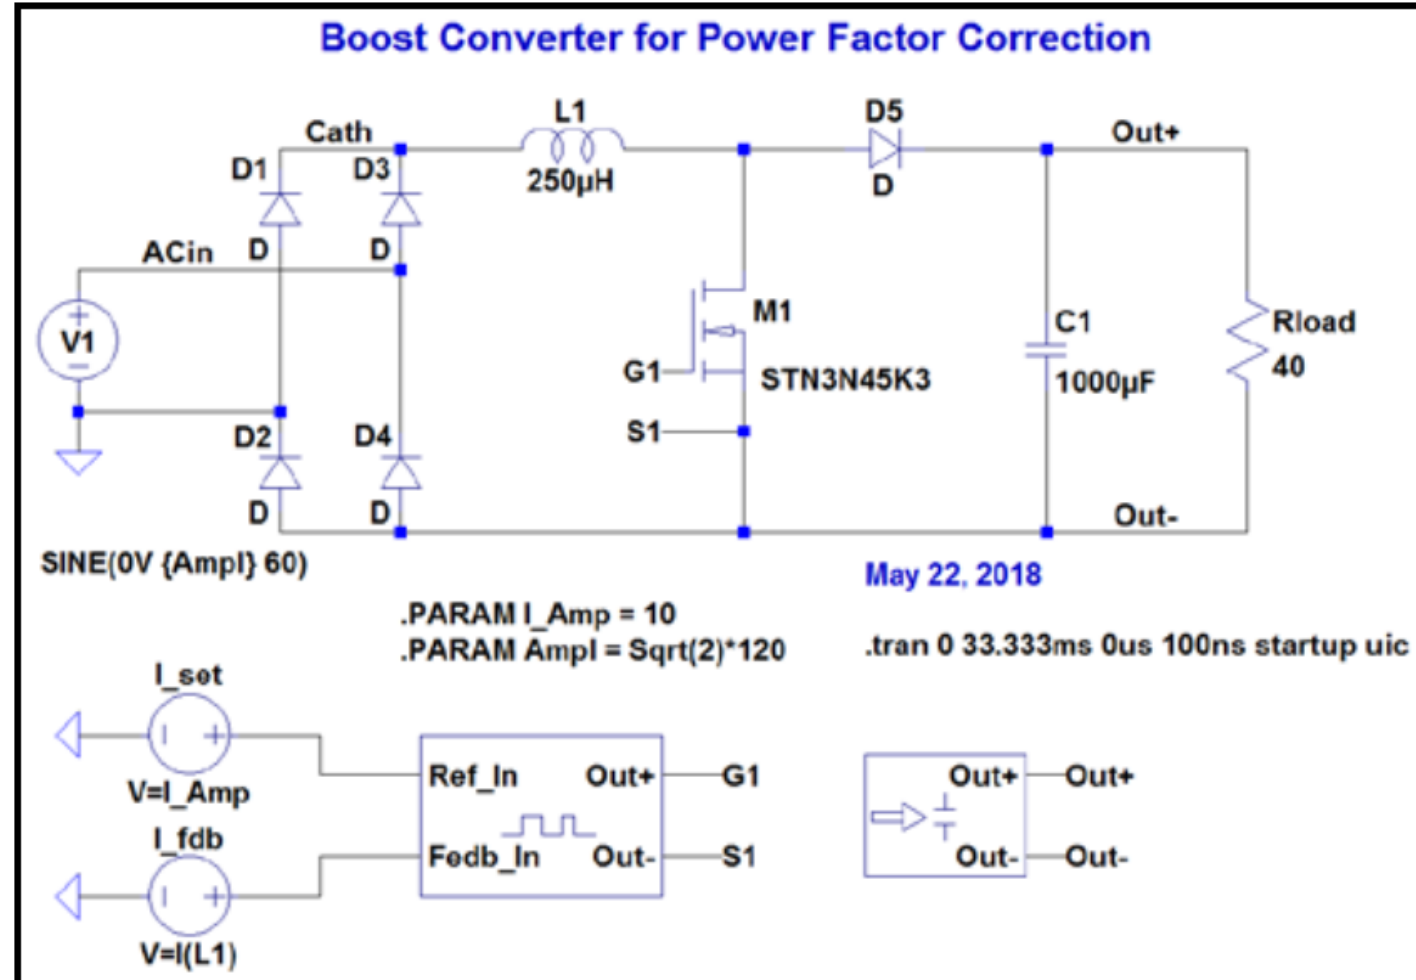 Boost Converter for Power Factor Correction
L1
D5
Cath
Out+
D1
D3
250µH
D
ACin
D
D
V1
M1
C1
Rload
G1
STN3N45K3
1000µF
40
S1
D2
D4
D
D
Out-
SINE(0V {Ampl} 60)
May 22, 2018
.PARAM I_Amp = 10
.PARAM Ampl = Sqrt(2)*120
.tran 0 33.333ms 0us 100ns startup uic
I_set
V=I_Amp
Ref_In
Out+
G1
Out+
Out+
I_fdb
Fedb_In
Out-
S1
Out-
Out-
V=I(L1)